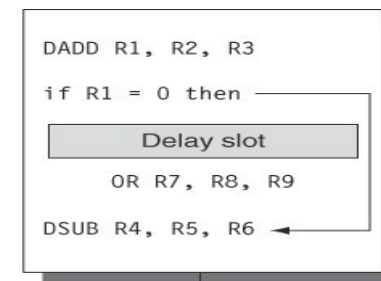 DADD R1, R2, R3
if R1 = 0 then
Delay slot
OR R7, R8, R9
DSUB R4, R5, R6